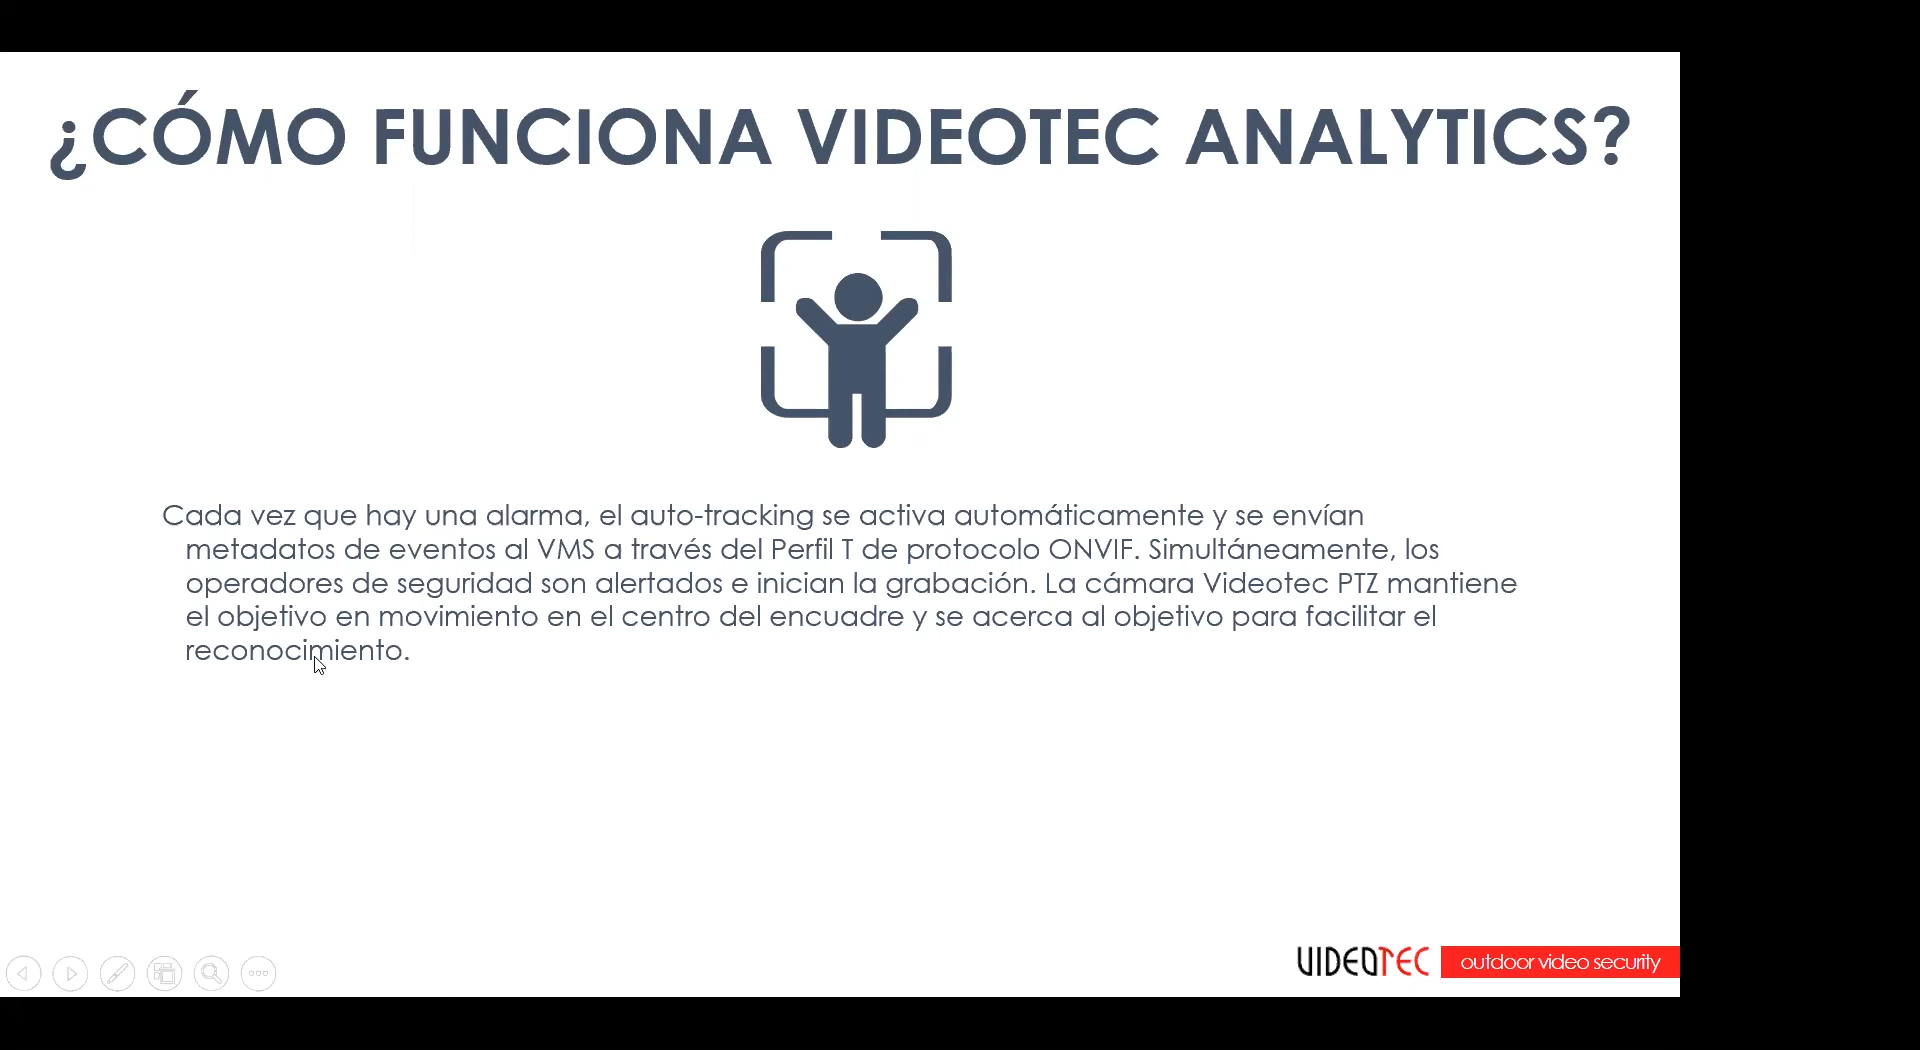 ¿CÓMO FUNCIONA VIDEOTEC ANALYTICS?
Cada vez que hay una alarma, el auto-tracking se activa automáticamente y se envían
metadatos de eventos al VMS a través del Perfil T de protocolo ONVIF. Simultáneamente, los
operadores de seguridad son alertados e inician la grabación. La cámara Videotec PTZ mantiene
el objetivo en movimiento en el centro del encuadre y se acerca al objetivo para facilitar el
reconocimiento.
VIDEOTEC outdoor video security